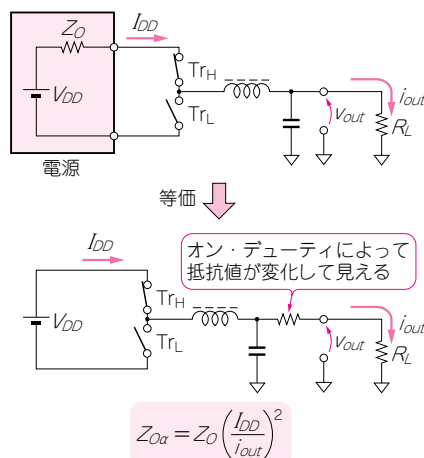 Z_O
I_DD
V_DD
Tr_H
Tr_L
v_out
i_out
R_L
電源
等価
オン・デューティによって
抵抗値が変化して見える
I_DD
V_DD
Tr_H
Tr_L
v_out
i_out
R_L
Z_Oα = Z_O (I_DD / i_out)^2